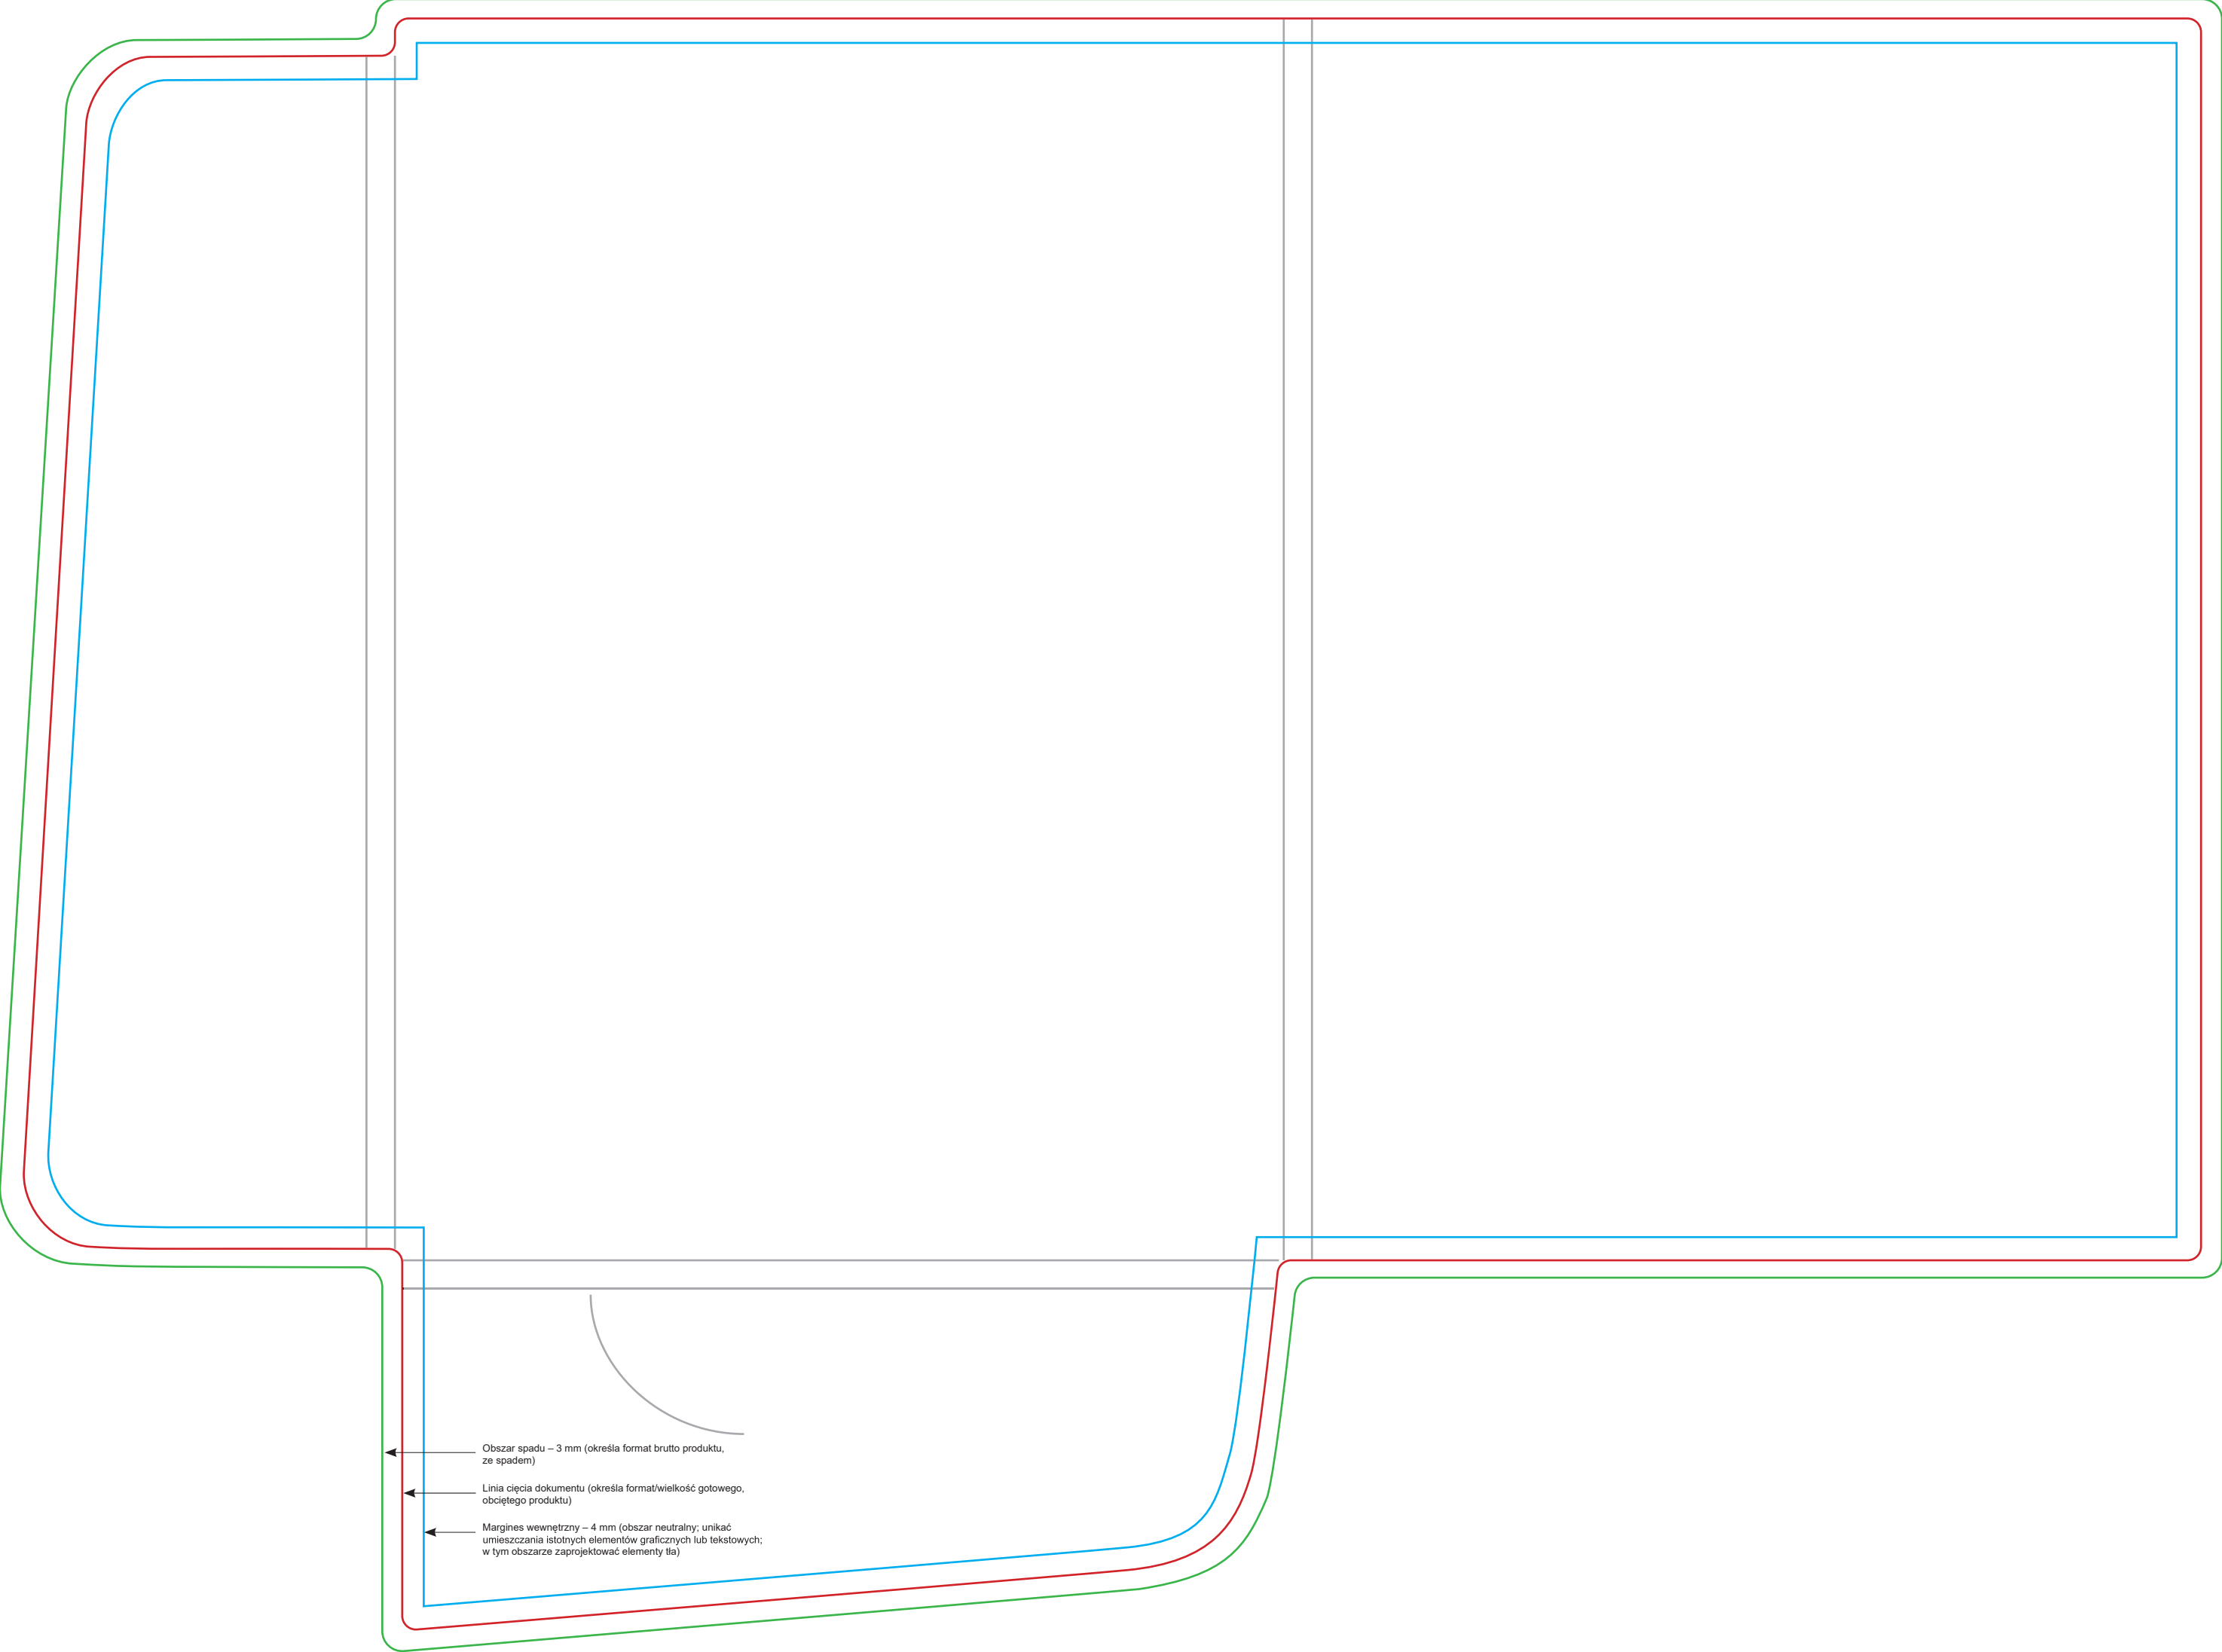 Obszar spadu – 3 mm (określa format brutto produktu,
ze spadem)
Linia cięcia dokumentu (określa format/wielkość gotowego,
obciętego produktu)
Margines wewnętrzny – 4 mm (obszar neutralny; unikać
umieszczania istotnych elementów graficznych lub tekstowych;
w tym obszarze zaprojektować elementy tła)